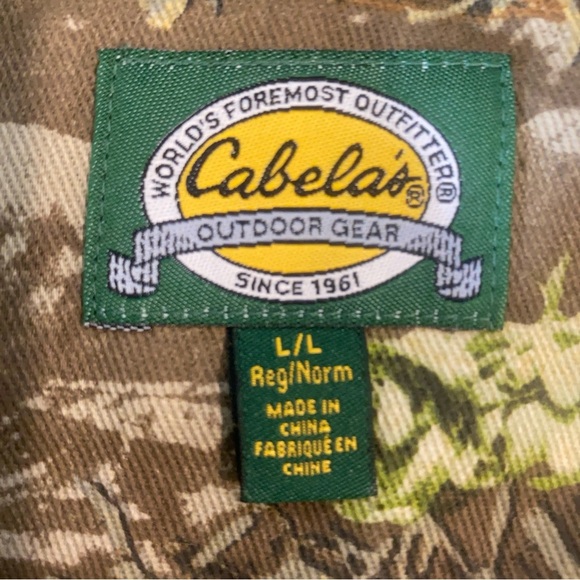 WORLD'S FOREMOST OUTFITTER®
Cabela's®
OUTDOOR GEAR
SINCE 1961
L/L
Reg/Norm
MADE IN
CHINA
FABRIQUÉ EN
CHINE